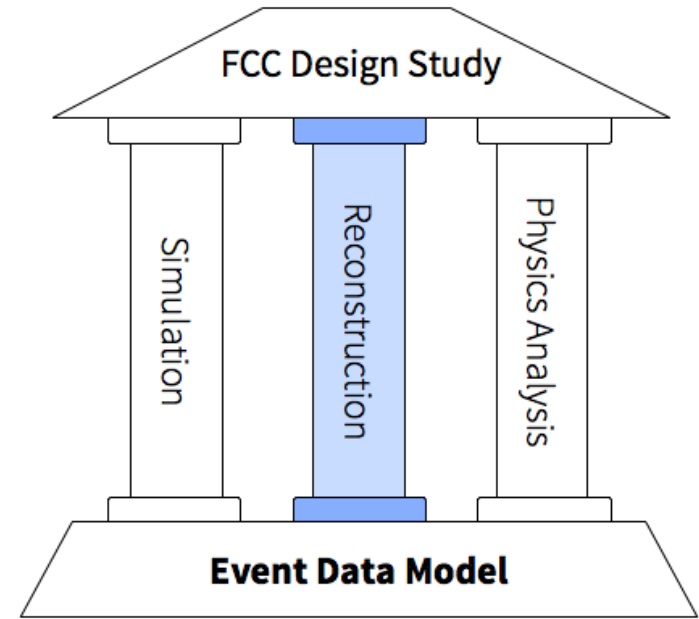 FCC Design Study
Simulation
Reconstruction
Physics Analysis
Event Data Model